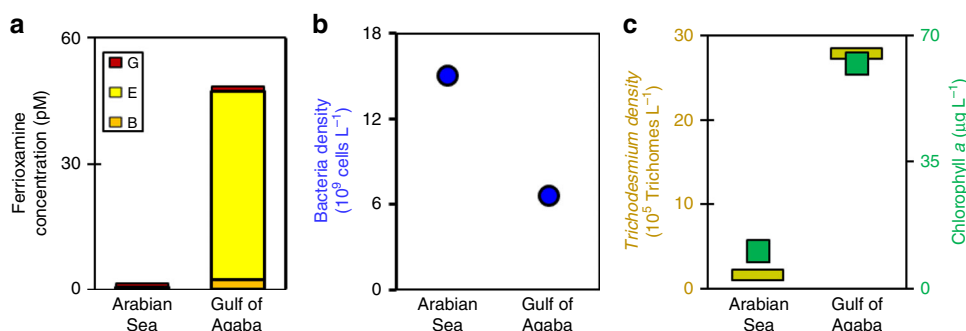 a
Ferrioxamine
concentration (pM)
60
30
0
G
E
B
Arabian
Sea
Gulf of
Aqaba
b
Bacteria density
(10⁹ cells L⁻¹)
18
12
6
0
Arabian
Sea
Gulf of
Aqaba
c
Trichodesmium density
(10⁵ Trichomes L⁻¹)
30
20
10
0
Chlorophyll a (μg L⁻¹)
70
35
0
Arabian
Sea
Gulf of
Aqaba